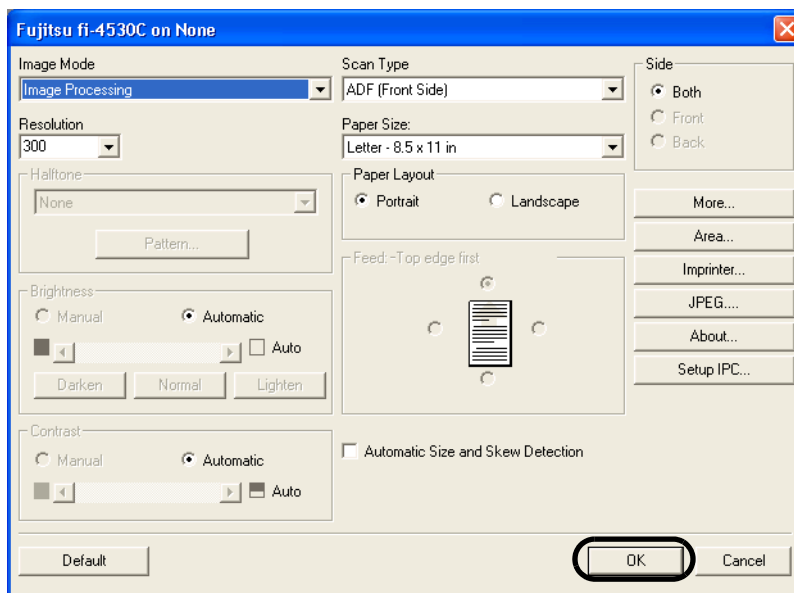 Fujitsu fi-4530C on None
Image Mode
Image Processing
Scan Type
ADF (Front Side)
Side
Both
Front
Back
Resolution
300
Paper Size:
Letter - 8.5 x 11 in
Halftone
None
Pattern...
Paper Layout
Portrait
Landscape
More...
Area...
Imprinter...
JPEG....
About...
Setup IPC...
Feed:-Top edge first
Brightness
Manual
Automatic
Auto
Darken
Normal
Lighten
Contrast
Manual
Automatic
Auto
Automatic Size and Skew Detection
Default
OK
Cancel